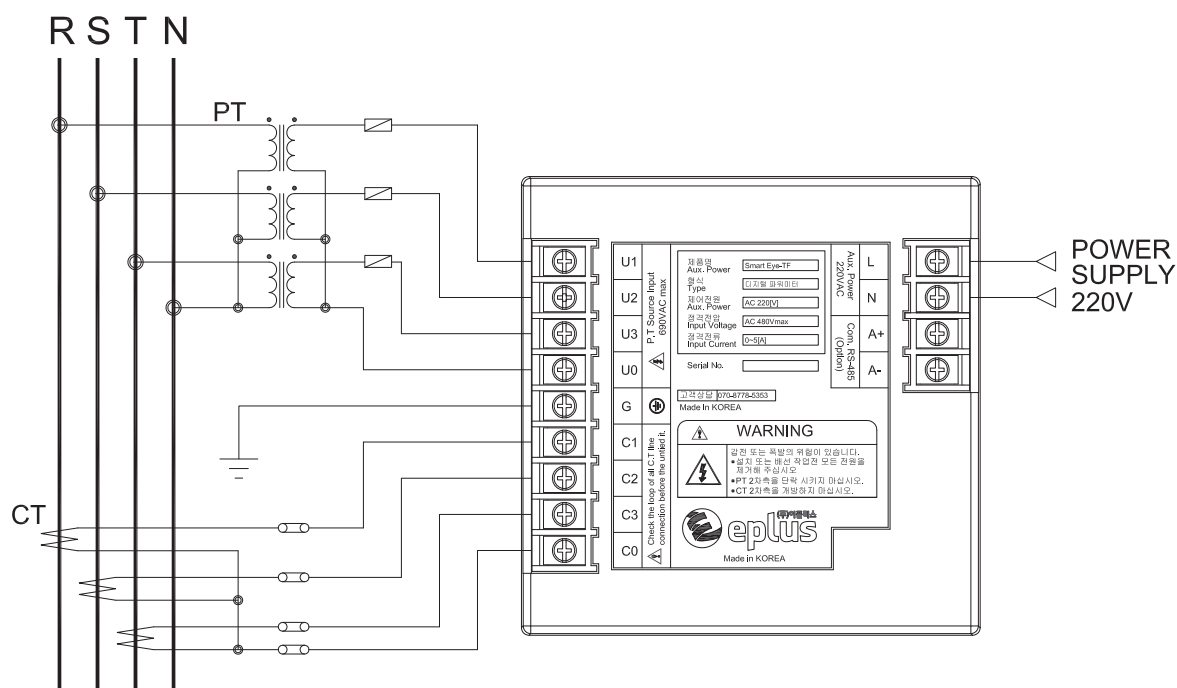 R S T N
PT
CT
U1
U2
U3
U0
G
C1
C2
C3
C0
P.T Source Input
690VAC max
Check the loop of all C.T line
connection before the untied it.
제품명
Aux. Power
Smart Eye-TF
형식
Type
디지털 파워미터
제어전원
Aux. Power
AC 220[V]
정격전압
Input Voltage
AC 480Vmax
정격전류
Input Current
0~5[A]
Serial No.
고객상담 070-8778-5353
Made In KOREA
WARNING
감전 또는 폭발의 위험이 있습니다.
●설치 또는 배선 작업전 모든 전원을
제거해 주십시오
●PT 2차측을 단락 시키지 마십시오.
●CT 2차측을 개방하지 마십시오.
(주)이플러스
eplus
Made in KOREA
Aux. Power
220VAC
Com. RS-485
(Option)
L
N
A+
A-
POWER
SUPPLY
220V